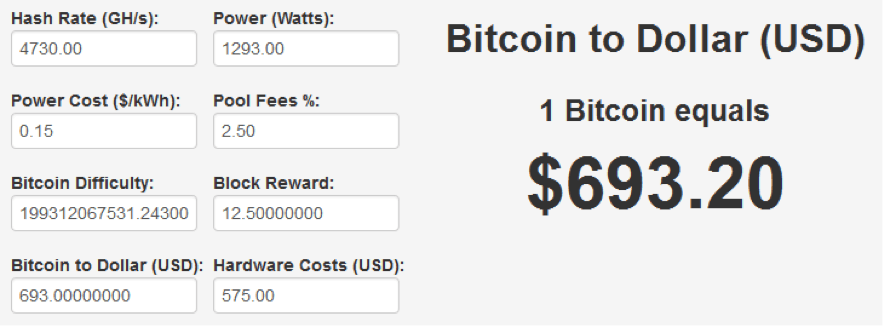 Hash Rate (GH/s): Power (Watts):
4730.00 1293.00
Power Cost ($/kWh): Pool Fees %:
0.15 2.50
Bitcoin Difficulty: Block Reward:
199312067531.24300 12.50000000
Bitcoin to Dollar (USD): Hardware Costs (USD):
693.00000000 575.00
Bitcoin to Dollar (USD)
1 Bitcoin equals
$693.20